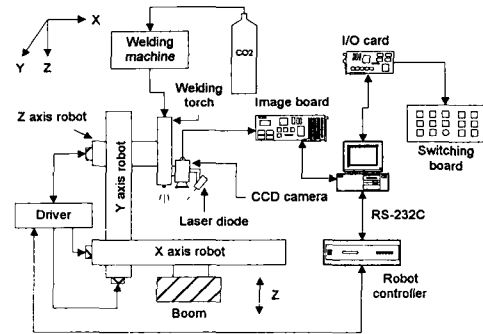 X
Y
Z
Welding
machine
CO2
I/O card
Welding
torch
Image board
Z axis robot
Y axis robot
Switching
board
CCD camera
Driver
Laser diode
RS-232C
X axis robot
Z
Boom
Robot
controller